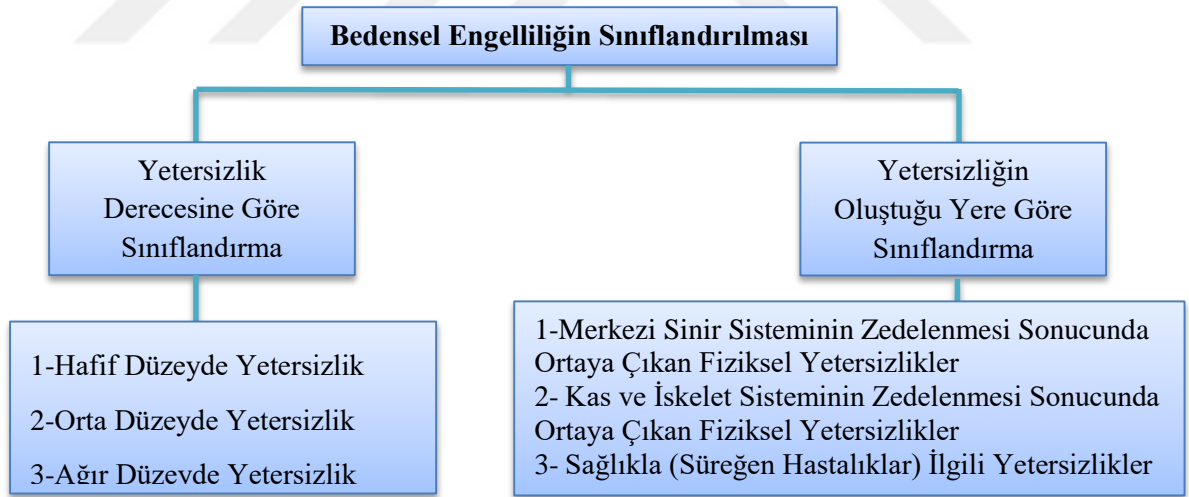 Bedensel Engelliliğin Sınıflandırılması
Yetersizlik
Derecesine Göre
Sınıflandırma
Yetersizliğin
Oluştuğu Yere Göre
Sınıflandırma
1-Hafif Düzeyde Yetersizlik
2-Orta Düzeyde Yetersizlik
3-Ağır Düzeyde Yetersizlik
1-Merkezi Sinir Sisteminin Zedelenmesi Sonucunda
Ortaya Çıkan Fiziksel Yetersizlikler
2- Kas ve İskelet Sisteminin Zedelenmesi Sonucunda
Ortaya Çıkan Fiziksel Yetersizlikler
3- Sağlıkla (Süreğen Hastalıklar) İlgili Yetersizlikler